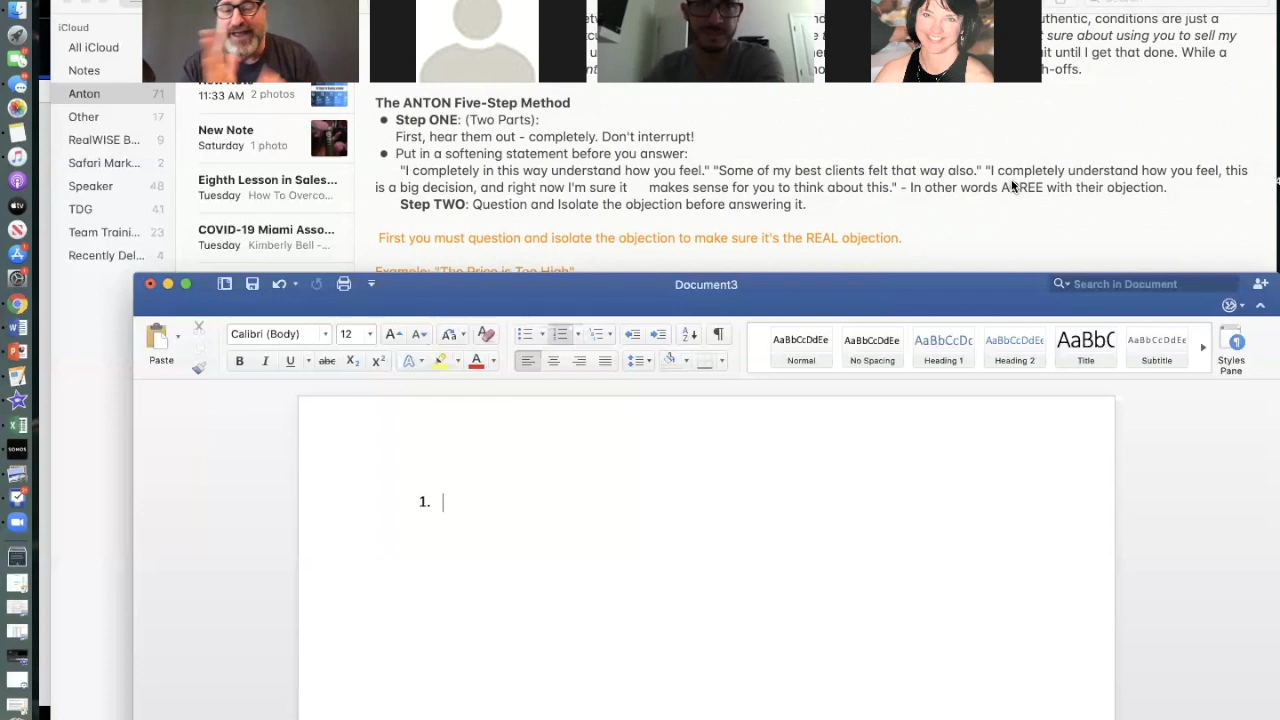 iCloud
All iCloud
Notes
Anton 71
Other 17
RealWISE B... 9
Safari Mark... 2
Speaker 48
TDG 41
Team Traini... 23
Recently Del... 4
11:33 AM 2 photos
New Note
Saturday 1 photo
Eighth Lesson in Sales...
Tuesday How To Overco...
COVID-19 Miami Asso...
Tuesday Kimberly Bell -...
uthentic, conditions are just a
sure about using you to sell my
it until I get that done. While a
h-offs.
The ANTON Five-Step Method
● Step ONE: (Two Parts):
First, hear them out - completely. Don't interrupt!
● Put in a softening statement before you answer:
"I completely in this way understand how you feel." "Some of my best clients felt that way also." "I completely understand how you feel, this
is a big decision, and right now I'm sure it makes sense for you to think about this." - In other words AGREE with their objection.
Step TWO: Question and Isolate the objection before answering it.
First you must question and isolate the objection to make sure it's the REAL objection.
Example: "The Price is Too High"
Document3
Search in Document
Paste
Calibri (Body) 12
AaBbCcDdEe AaBbCcDdEe AaBbCcDc AaBbCcDdEe AaBbC AaBbCcDdEe
Normal No Spacing Heading 1 Heading 2 Title Subtitle
Styles
Pane
1.
SONOS